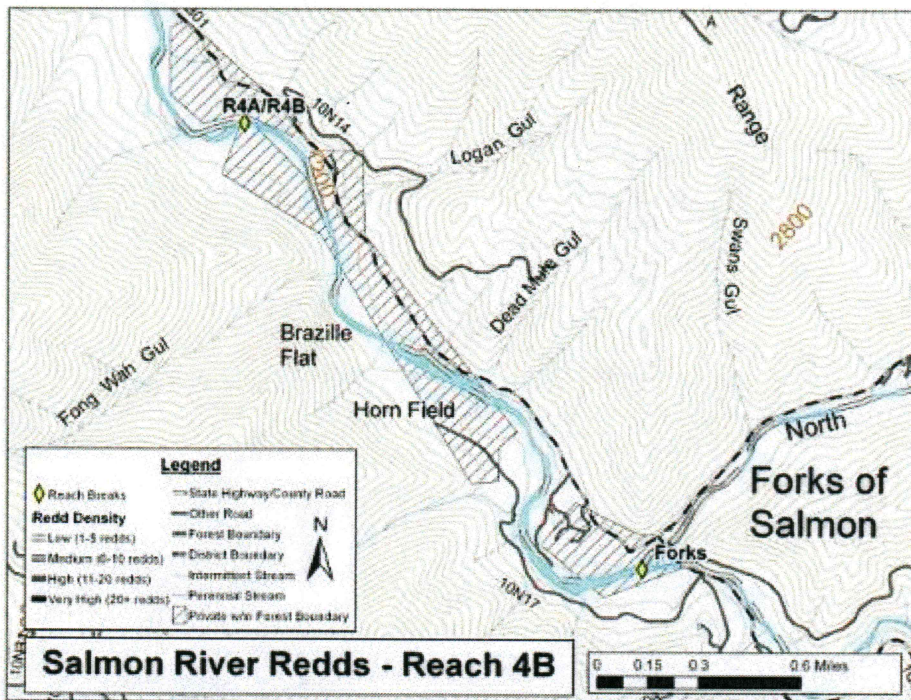 R4A/R4B
10N14
Logan Gul
Range
Swans Gul
2800
Dead Mule Gul
Brazille
Flat
Fong Wah Gul
Horn Field
North
Forks of
Salmon
Forks
10N17
Legend
Reach Breaks
Redd Density
Low (1-5 redds)
Medium (6-10 redds)
High (11-20 redds)
Very High (20+ redds)
State Highway/County Road
Other Road
Forest Boundary
District Boundary
Intermittent Stream
Perennial Stream
Private w/in Forest Boundary
N
Salmon River Redds - Reach 4B
0 0.15 0.3 0.6 Miles